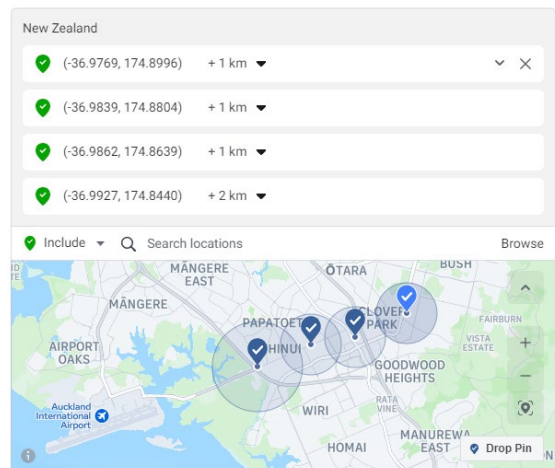 New Zealand
(-36.9769, 174.8996) + 1 km
(-36.9839, 174.8804) + 1 km
(-36.9862, 174.8639) + 1 km
(-36.9927, 174.8440) + 2 km
Include Search locations Browse
MĀNGERE EAST
ŌTARA
BUSH
MĀNGERE
PAPATOET
CLOVER PARK
FAIRBURN
HINUI
VISTA ESTATE
AIRPORT OAKS
GOODWOOD HEIGHTS
RATA VINE
WIRI
Auckland International Airport
MANUREWA EAST
HOMAI
Drop Pin